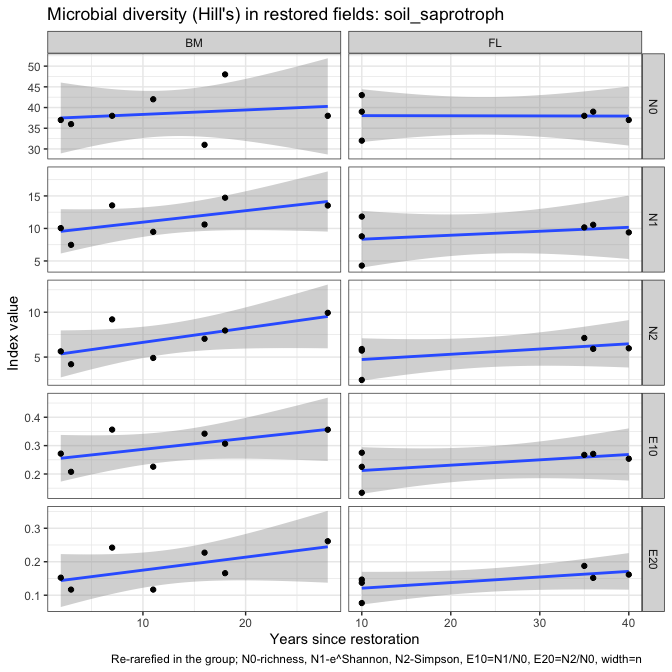 Microbial diversity (Hill's) in restored fields: soil_saprotroph
BM
FL
50
45
40
35
30
N0
15
10
5
N1
10
5
N2
0.4
0.3
0.2
E10
0.3
0.2
0.1
E20
Index value
10
20
10
20
30
40
Years since restoration
Re-rarefied in the group; N0-richness, N1-e^Shannon, N2-Simpson, E10=N1/N0, E20=N2/N0, width=n